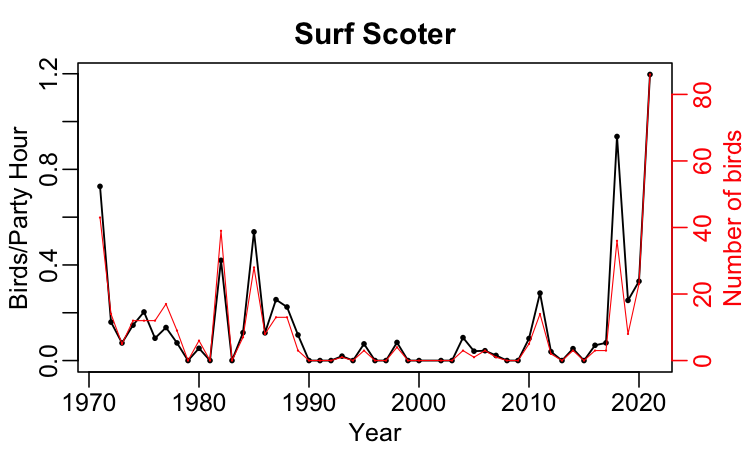 Surf Scoter
Birds/Party Hour
0.0 0.4 0.8 1.2
1970 1980 1990 2000 2010 2020
Year
0 20 40 60 80
Number of birds